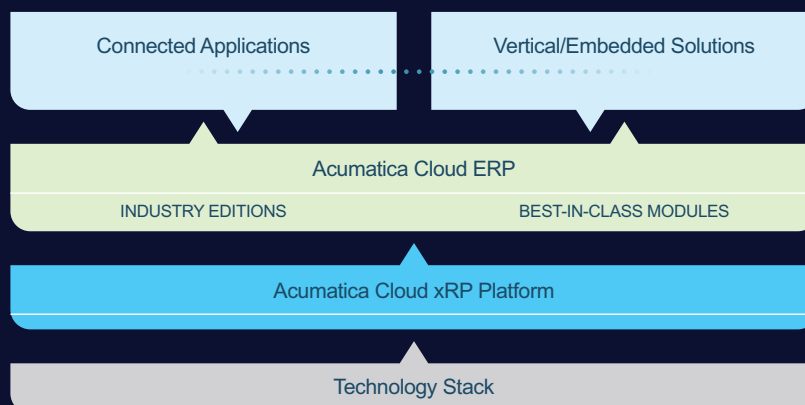 Connected Applications
Vertical/Embedded Solutions
Acumatica Cloud ERP
INDUSTRY EDITIONS
BEST-IN-CLASS MODULES
Acumatica Cloud xRP Platform
Technology Stack